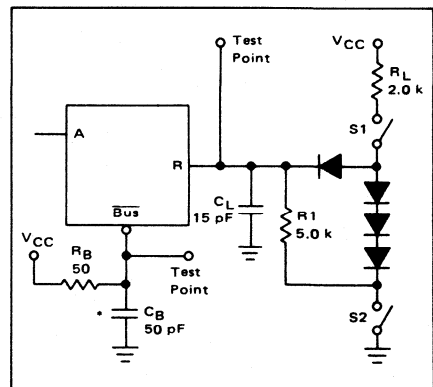 Test
Point
VCC
RL
2.0 k
S1
A
R
Bus
CL
15 pF
R1
5.0 k
VCC
RB
50
Test
Point
*
CB
50 pF
S2